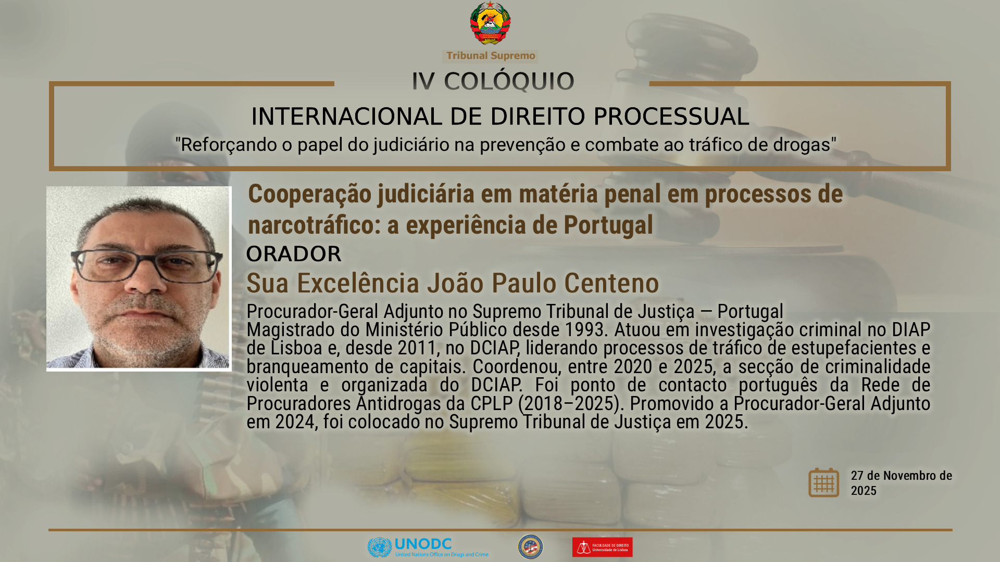 Tribunal Supremo
IV COLÓQUIO
INTERNACIONAL DE DIREITO PROCESSUAL
"Reforçando o papel do judiciário na prevenção e combate ao tráfico de drogas"
Cooperação judiciária em matéria penal em processos de
narcotráfico: a experiência de Portugal
ORADOR
Sua Excelência João Paulo Centeno
Procurador-Geral Adjunto no Supremo Tribunal de Justiça — Portugal
Magistrado do Ministério Público desde 1993. Atuou em investigação criminal no DIAP
de Lisboa e, desde 2011, no DCIAP, liderando processos de tráfico de estupefacientes e
branqueamento de capitais. Coordenou, entre 2020 e 2025, a secção de criminalidade
violenta e organizada do DCIAP. Foi ponto de contacto português da Rede de
Procuradores Antidrogas da CPLP (2018–2025). Promovido a Procurador-Geral Adjunto
em 2024, foi colocado no Supremo Tribunal de Justiça em 2025.
27 de Novembro de
2025
UNODC
United Nations Office on Drugs and Crime
FACULDADE DE DIREITO
Universidade de Lisboa